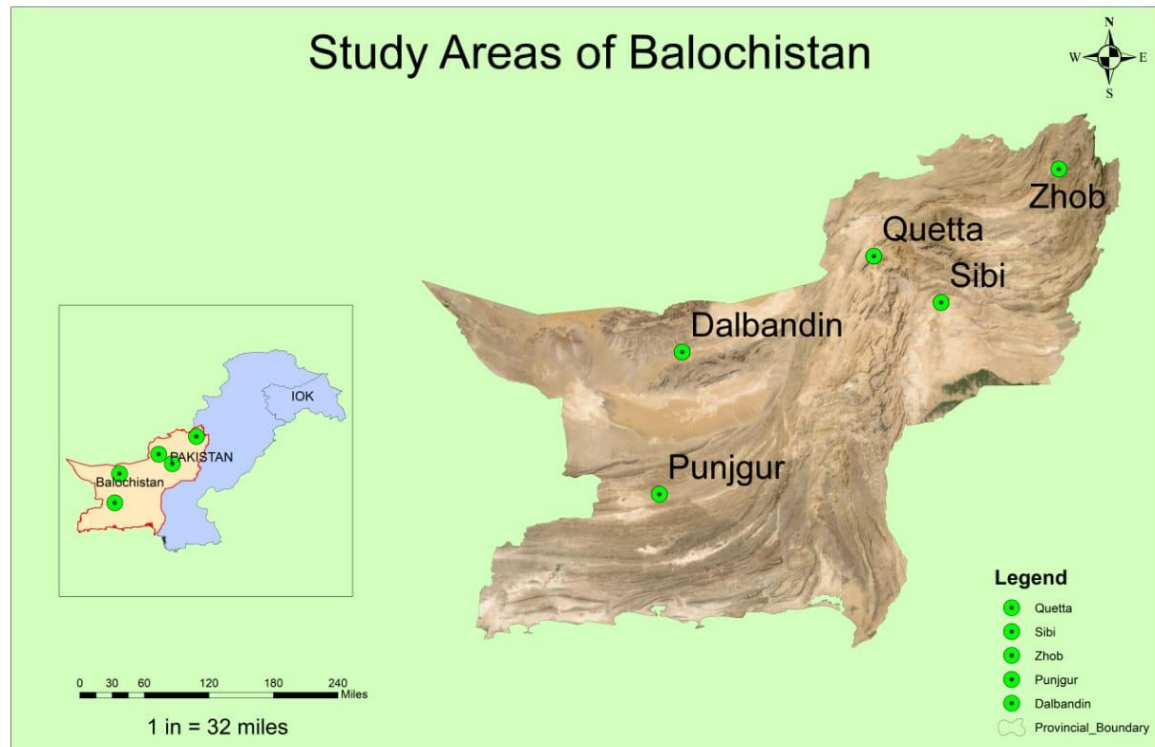 Study Areas of Balochistan
N
W E
S
Zhob
Quetta
Sibi
Dalbandin
Punjgur
IOK
PAKISTAN
Balochistan
0 30 60 120 180 240
Miles
1 in = 32 miles
Legend
Quetta
Sibi
Zhob
Punjgur
Dalbandin
Provincial_Boundary